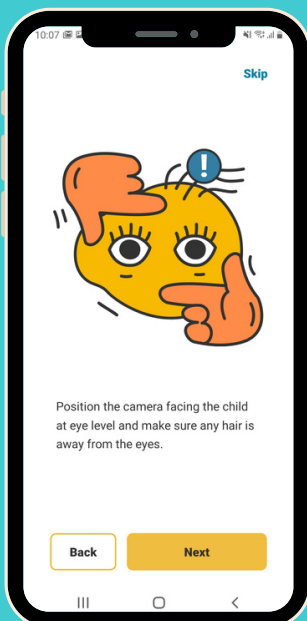 10:07
Skip
!
Position the camera facing the child
at eye level and make sure any hair is
away from the eyes.
Back
Next